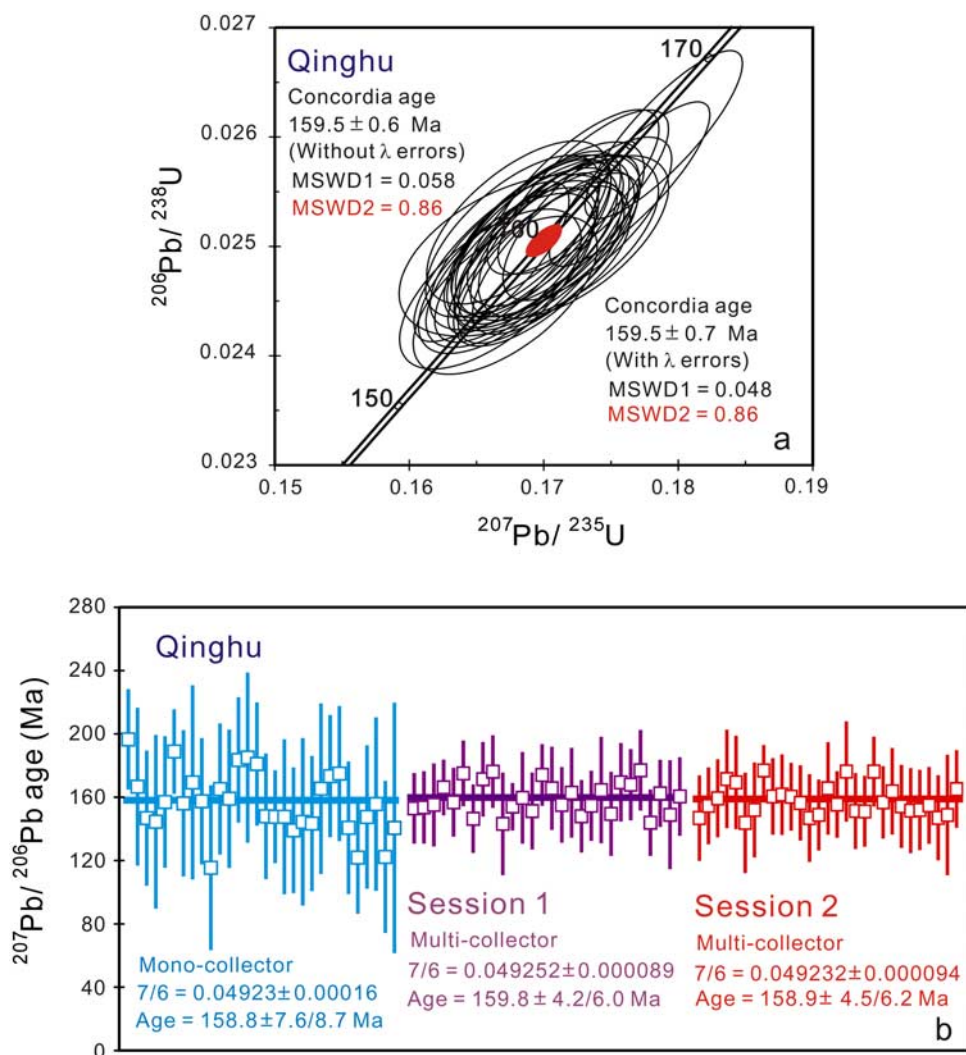 0.027
0.026
0.025
0.024
0.023
²⁰⁶Pb/ ²³⁸U
Qinghu
Concordia age
159.5±0.6 Ma
(Without λ errors)
MSWD1=0.058
MSWD2=0.86
170
150
Concordia age
159.5±0.7 Ma
(With λ errors)
MSWD1=0.048
MSWD2=0.86
a
0.15 0.16 0.17 0.18 0.19
²⁰⁷Pb/ ²³⁵U
280
240
200
160
120
80
40
0
²⁰⁷Pb/ ²⁰⁶Pb age (Ma)
Qinghu
Mono-collector
7/6 = 0.04923±0.00016
Age = 158.8±7.6/8.7 Ma
Session 1
Multi-collector
7/6 = 0.049252±0.000089
Age = 159.8± 4.2/6.0 Ma
Session 2
Multi-collector
7/6 = 0.049232±0.000094
Age = 158.9± 4.5/6.2 Ma
b